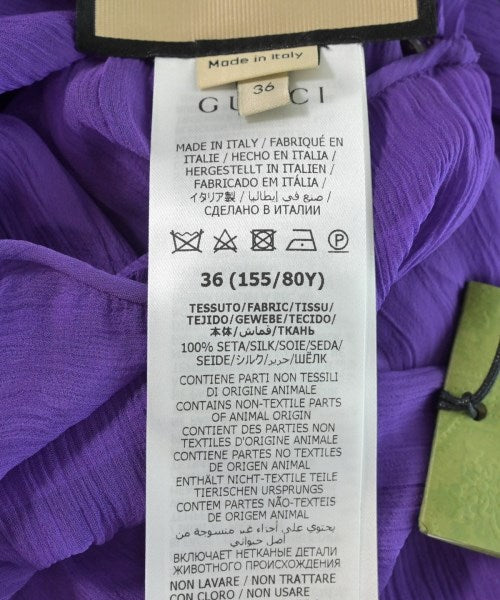 Made in Italy
36
GUCCI
MADE IN ITALY / FABRIQUÉ EN
ITALIE / HECHO EN ITALIA /
HERGESTELLT IN ITALIEN /
FABRICADO EM ITÁLIA /
イタリア製 / صنع في إيطاليا /
СДЕЛАНО В ИТАЛИИ
36 (155/80Y)
TESSUTO/FABRIC/TISSU/
TEJIDO/GEWEBE/TECIDO/
本体/قماش/ТКАНЬ
100% SETA/SILK/SOIE/SEDA/
SEIDE/シルク/حرير/ШЁЛК
CONTIENE PARTI NON TESSILI
DI ORIGINE ANIMALE
CONTAINS NON-TEXTILE PARTS
OF ANIMAL ORIGIN
CONTIENT DES PARTIES NON
TEXTILES D'ORIGINE ANIMALE
CONTIENE PARTES NO TEXTILES
DE ORIGEN ANIMAL
ENTHÄLT NICHT-TEXTILE TEILE
TIERISCHEN URSPRUNGS
CONTEM PARTES NÃO-TEXTEIS
DE ORIGEM ANIMAL
يحتوي على أجزاء غير منسوجة من
أصل حيواني
ВКЛЮЧАЕТ НЕТКАНЫЕ ДЕТАЛИ
ЖИВОТНОГО ПРОИСХОЖДЕНИЯ
NON LAVARE / NON TRATTARE
CON CLORO / NON USARE